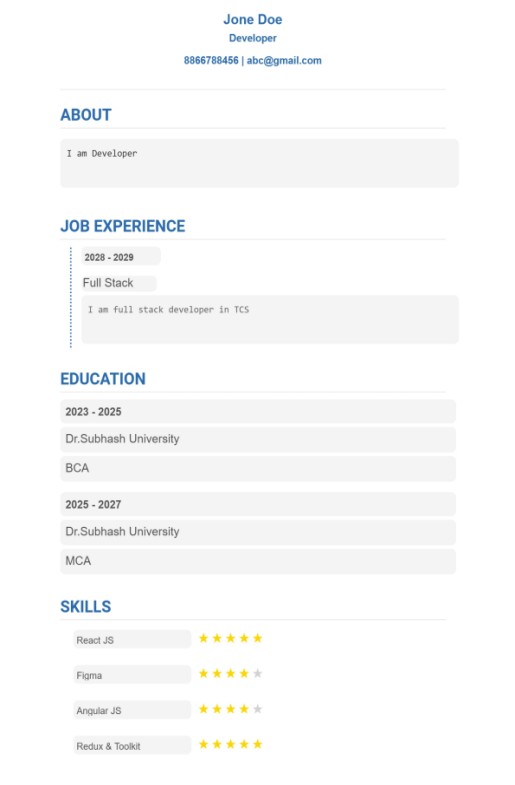 Jone Doe
Developer
8866788456 | abc@gmail.com
ABOUT
I am Developer
JOB EXPERIENCE
2028 - 2029
Full Stack
I am full stack developer in TCS
EDUCATION
2023 - 2025
Dr.Subhash University
BCA
2025 - 2027
Dr.Subhash University
MCA
SKILLS
React JS
Figma
Angular JS
Redux & Toolkit